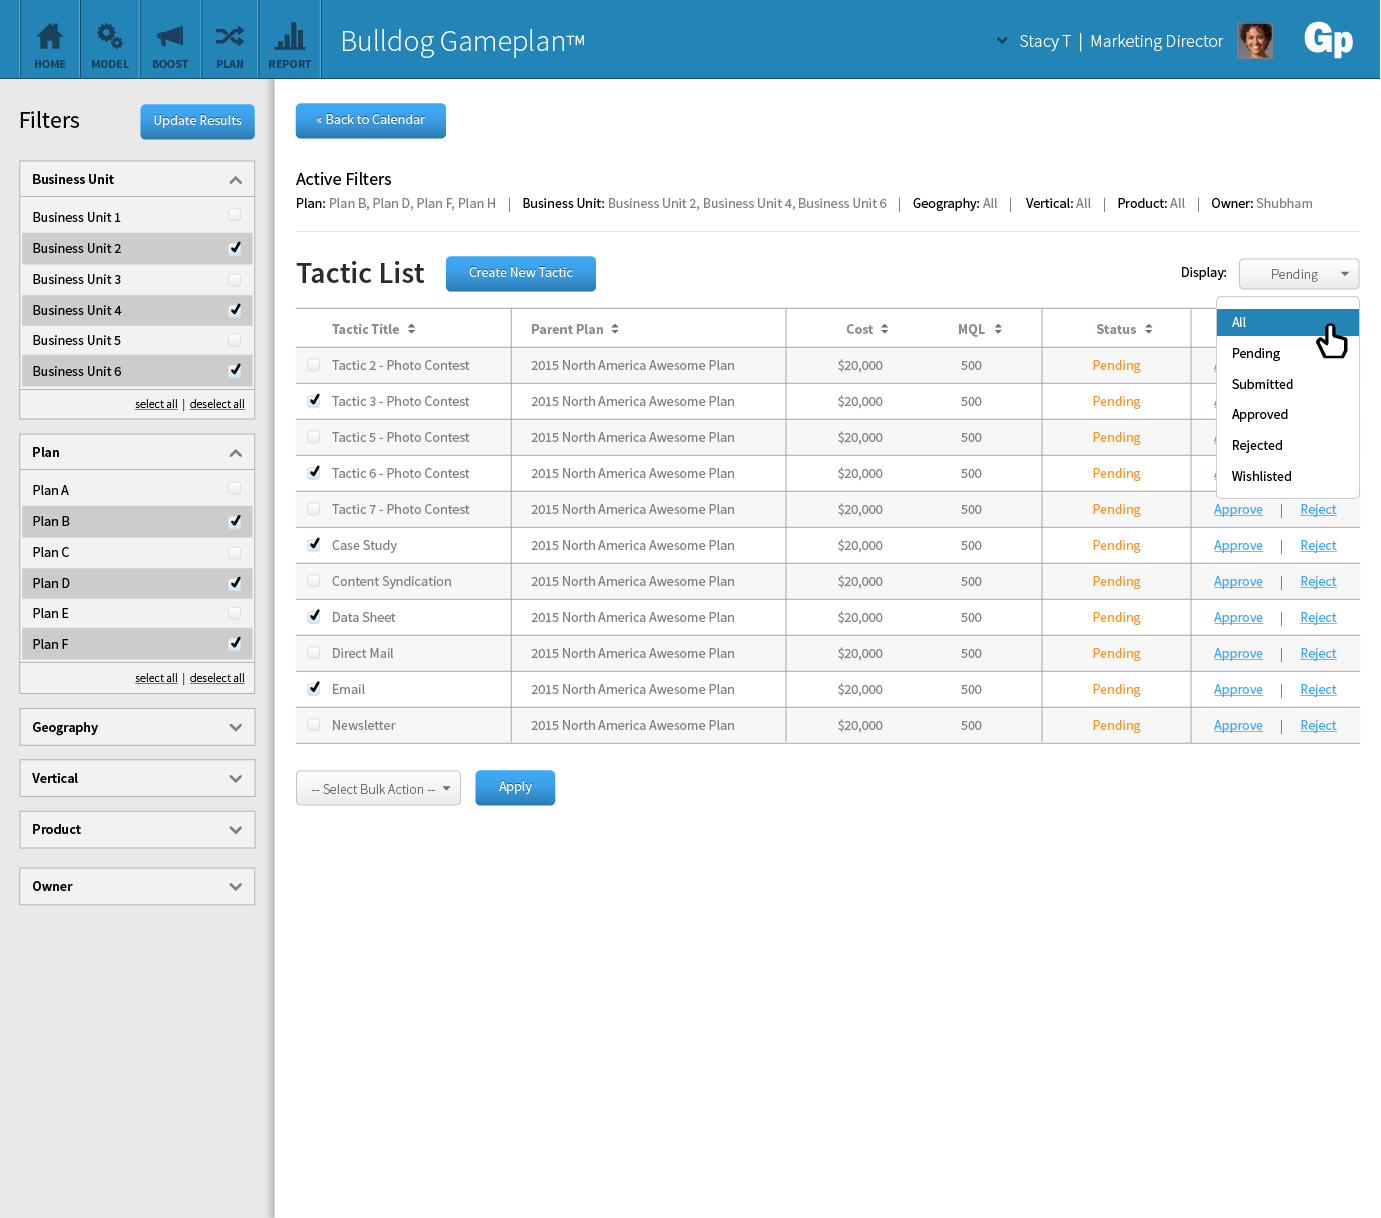 HOME MODEL BOOST PLAN REPORT
Bulldog Gameplan™
Stacy T | Marketing Director
Gp
Filters
Update Results
Business Unit
Business Unit 1
Business Unit 2
Business Unit 3
Business Unit 4
Business Unit 5
Business Unit 6
select all | deselect all
Plan
Plan A
Plan B
Plan C
Plan D
Plan E
Plan F
select all | deselect all
Geography
Vertical
Product
Owner
« Back to Calendar
Active Filters
Plan: Plan B, Plan D, Plan F, Plan H | Business Unit: Business Unit 2, Business Unit 4, Business Unit 6 | Geography: All | Vertical: All | Product: All | Owner: Shubham
Tactic List
Create New Tactic
Display: Pending
All
Pending
Submitted
Approved
Rejected
Wishlisted
Tactic Title Parent Plan Cost MQL Status
Tactic 2 - Photo Contest 2015 North America Awesome Plan $20,000 500 Pending
Tactic 3 - Photo Contest 2015 North America Awesome Plan $20,000 500 Pending
Tactic 5 - Photo Contest 2015 North America Awesome Plan $20,000 500 Pending
Tactic 6 - Photo Contest 2015 North America Awesome Plan $20,000 500 Pending
Tactic 7 - Photo Contest 2015 North America Awesome Plan $20,000 500 Pending Approve | Reject
Case Study 2015 North America Awesome Plan $20,000 500 Pending Approve | Reject
Content Syndication 2015 North America Awesome Plan $20,000 500 Pending Approve | Reject
Data Sheet 2015 North America Awesome Plan $20,000 500 Pending Approve | Reject
Direct Mail 2015 North America Awesome Plan $20,000 500 Pending Approve | Reject
Email 2015 North America Awesome Plan $20,000 500 Pending Approve | Reject
Newsletter 2015 North America Awesome Plan $20,000 500 Pending Approve | Reject
-- Select Bulk Action --
Apply